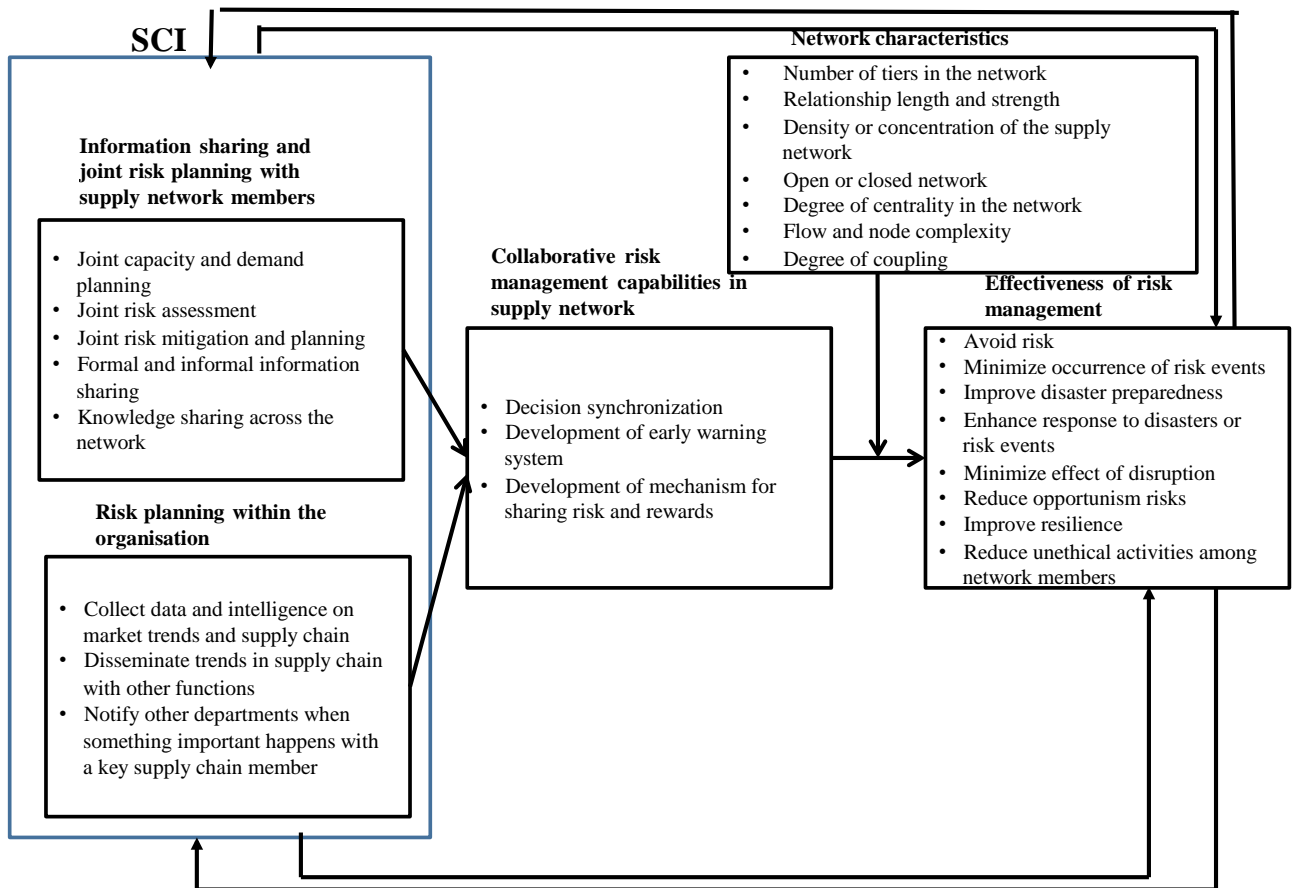 SCI
Information sharing and
joint risk planning with
supply network members
• Joint capacity and demand
planning
• Joint risk assessment
• Joint risk mitigation and planning
• Formal and informal information
sharing
• Knowledge sharing across the
network
Risk planning within the
organisation
• Collect data and intelligence on
market trends and supply chain
• Disseminate trends in supply chain
with other functions
• Notify other departments when
something important happens with
a key supply chain member
Collaborative risk
management capabilities in
supply network
• Decision synchronization
• Development of early warning
system
• Development of mechanism for
sharing risk and rewards
Network characteristics
• Number of tiers in the network
• Relationship length and strength
• Density or concentration of the supply
network
• Open or closed network
• Degree of centrality in the network
• Flow and node complexity
• Degree of coupling
Effectiveness of risk
management
• Avoid risk
• Minimize occurrence of risk events
• Improve disaster preparedness
• Enhance response to disasters or
risk events
• Minimize effect of disruption
• Reduce opportunism risks
• Improve resilience
• Reduce unethical activities among
network members